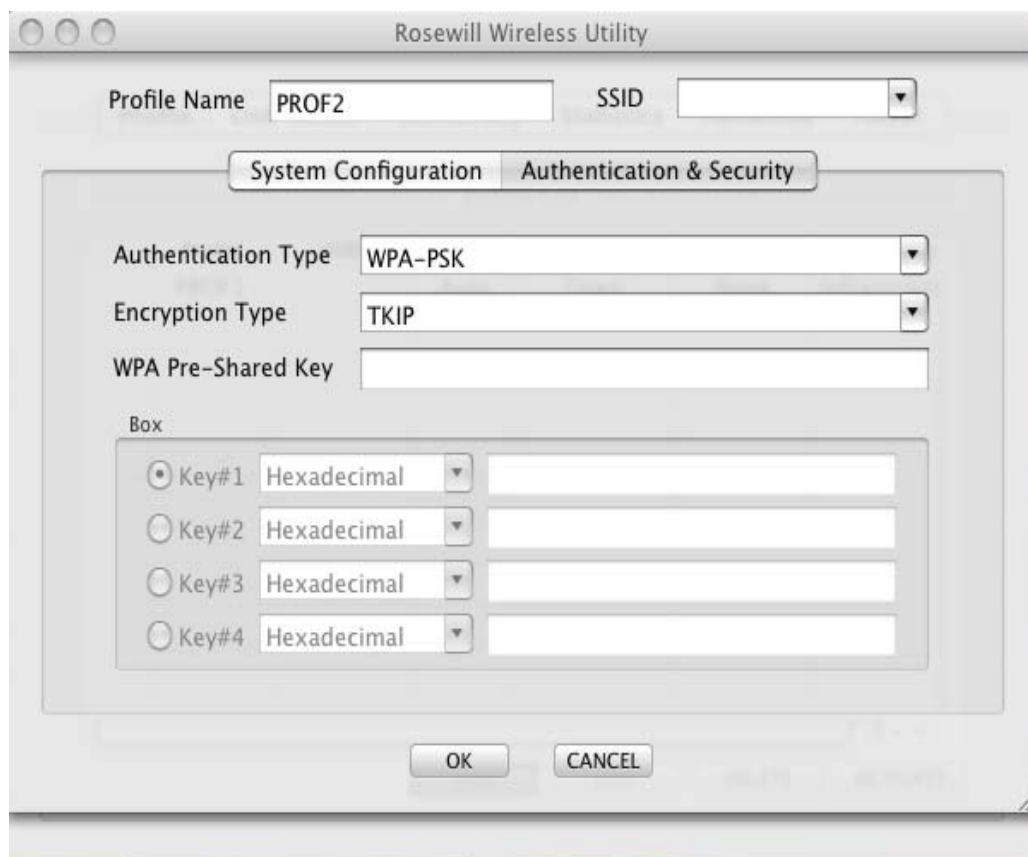 Rosewill Wireless Utility
Profile Name PROF2 SSID
System Configuration Authentication & Security
Authentication Type WPA-PSK
Encryption Type TKIP
WPA Pre-Shared Key
Box
Key#1 Hexadecimal
Key#2 Hexadecimal
Key#3 Hexadecimal
Key#4 Hexadecimal
OK CANCEL